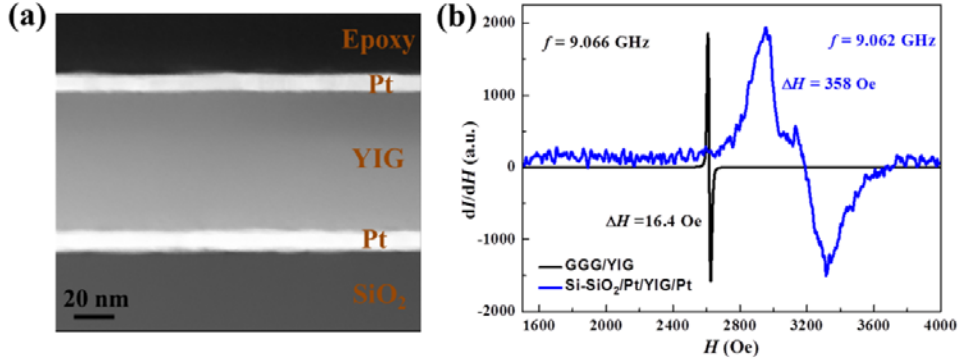 (a)
Epoxy
Pt
YIG
Pt
20 nm
SiO2
(b)
2000
1000
0
-1000
-2000
dI/dH (a.u.)
f = 9.066 GHz
f = 9.062 GHz
ΔH = 358 Oe
ΔH = 16.4 Oe
GGG/YIG
Si-SiO2/Pt/YIG/Pt
1600 2000 2400 2800 3200 3600 4000
H (Oe)